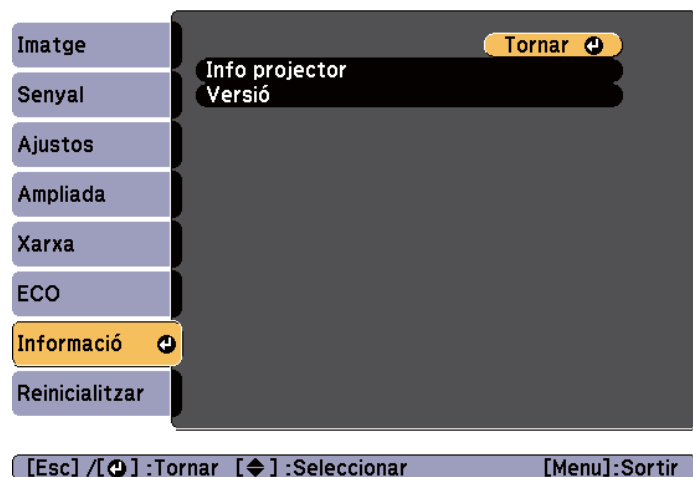 Imatge
Senyal
Ajustos
Ampliada
Xarxa
ECO
Informació
Reinicialitzar
Tornar
Info projector
Versió
[Esc] /[ ] :Tornar [ ] :Seleccionar [Menu]:Sortir